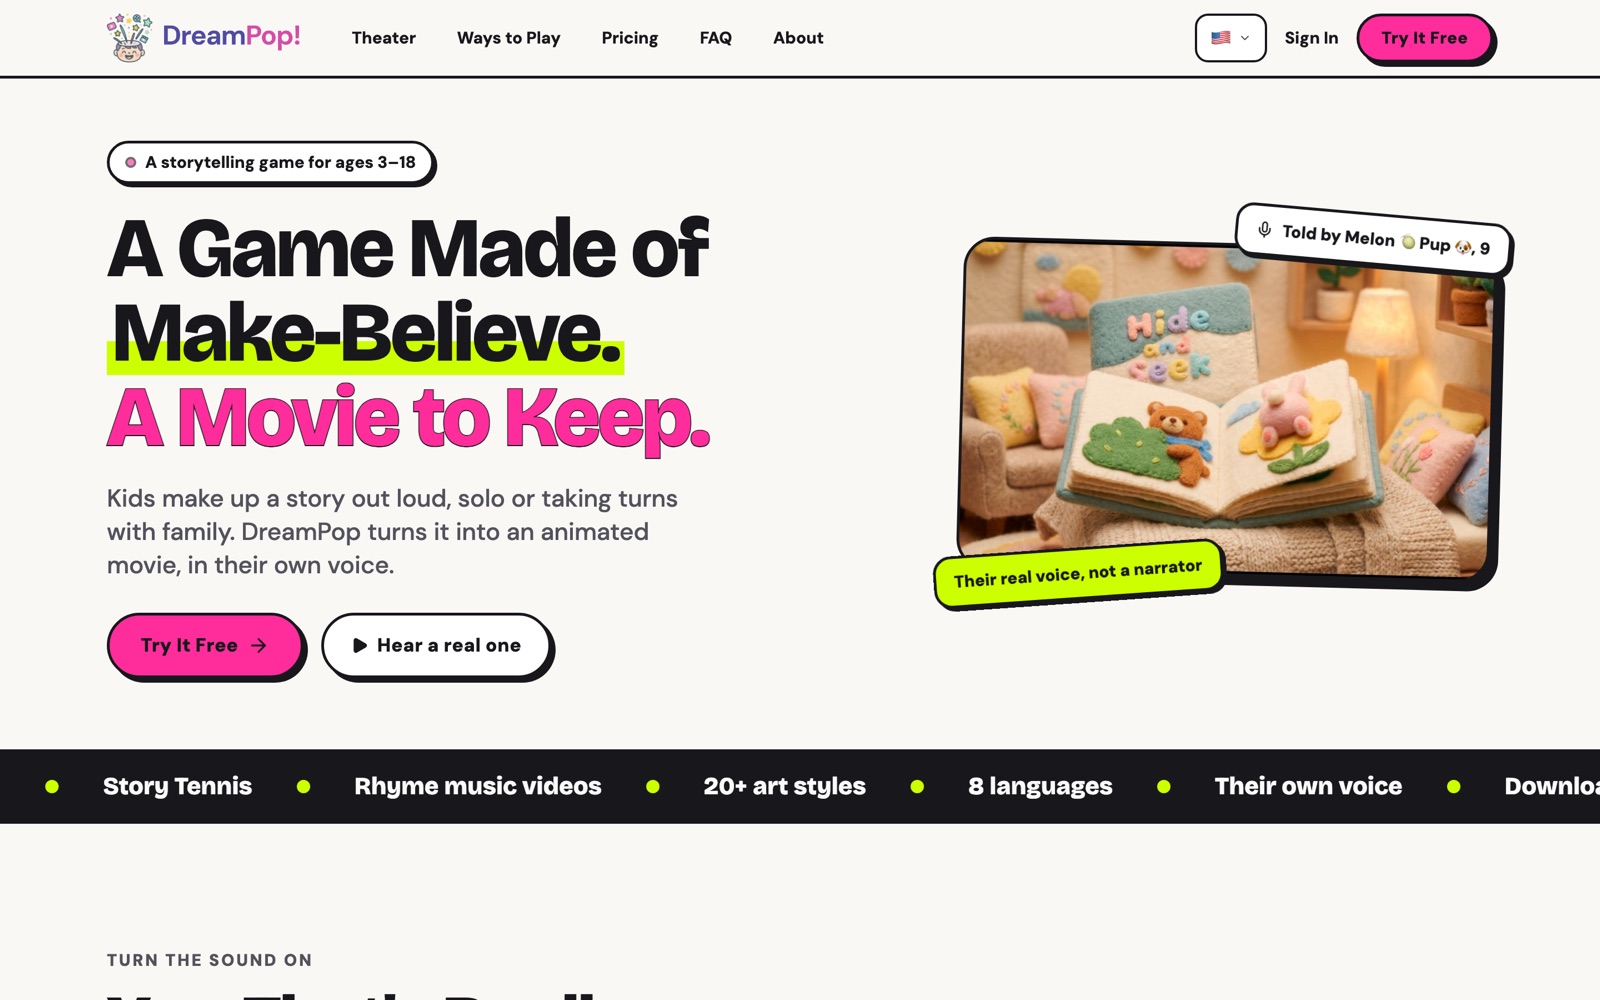 DreamPop!
Theater
Ways to Play
Pricing
FAQ
About
Sign In
Try It Free
A storytelling game for ages 3–18
A Game Made of
Make-Believe.
A Movie to Keep.
Kids make up a story out loud, solo or taking turns
with family. DreamPop turns it into an animated
movie, in their own voice.
Try It Free
Hear a real one
Told by Melon 🍈 Pup 🐶, 9
Hide
and
Seek
Their real voice, not a narrator
Story Tennis
Rhyme music videos
20+ art styles
8 languages
Their own voice
TURN THE SOUND ON